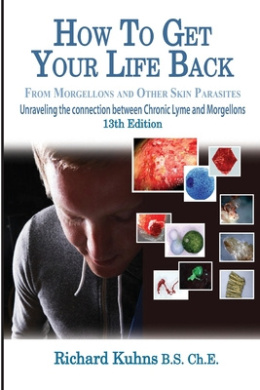 How To Get
Your Life Back
From Morgellons and Other Skin Parasites
Unraveling the connection between Chronic Lyme and Morgellons
13th Edition
Richard Kuhns B.S. Ch.E.